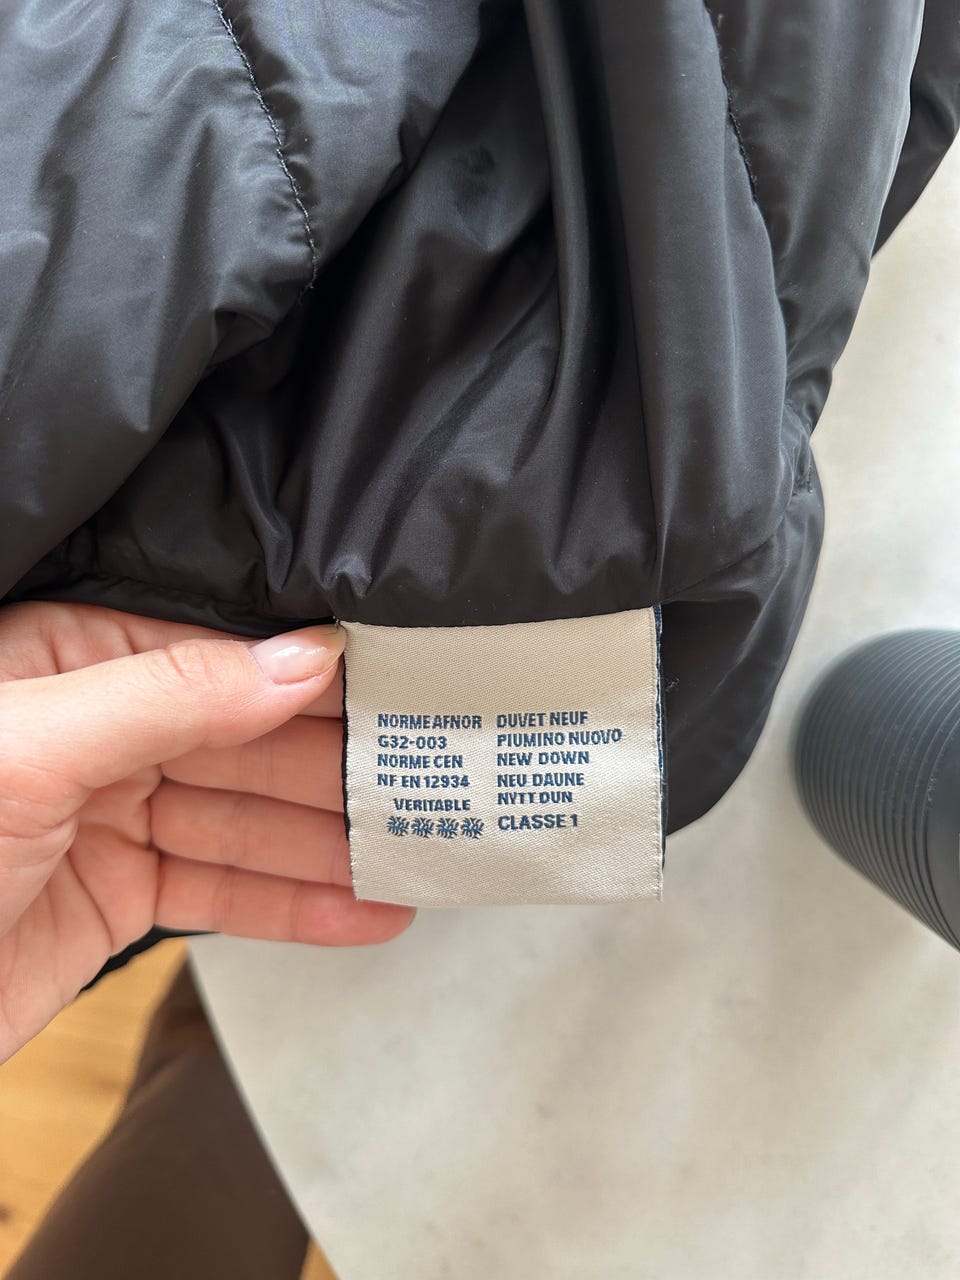 NORME AFNOR
G32-003
NORME CEN
NF EN 12934
VERITABLE
DUVET NEUF
PIUMINO NUOVO
NEW DOWN
NEU DAUNE
NYTT DUN
CLASSE 1